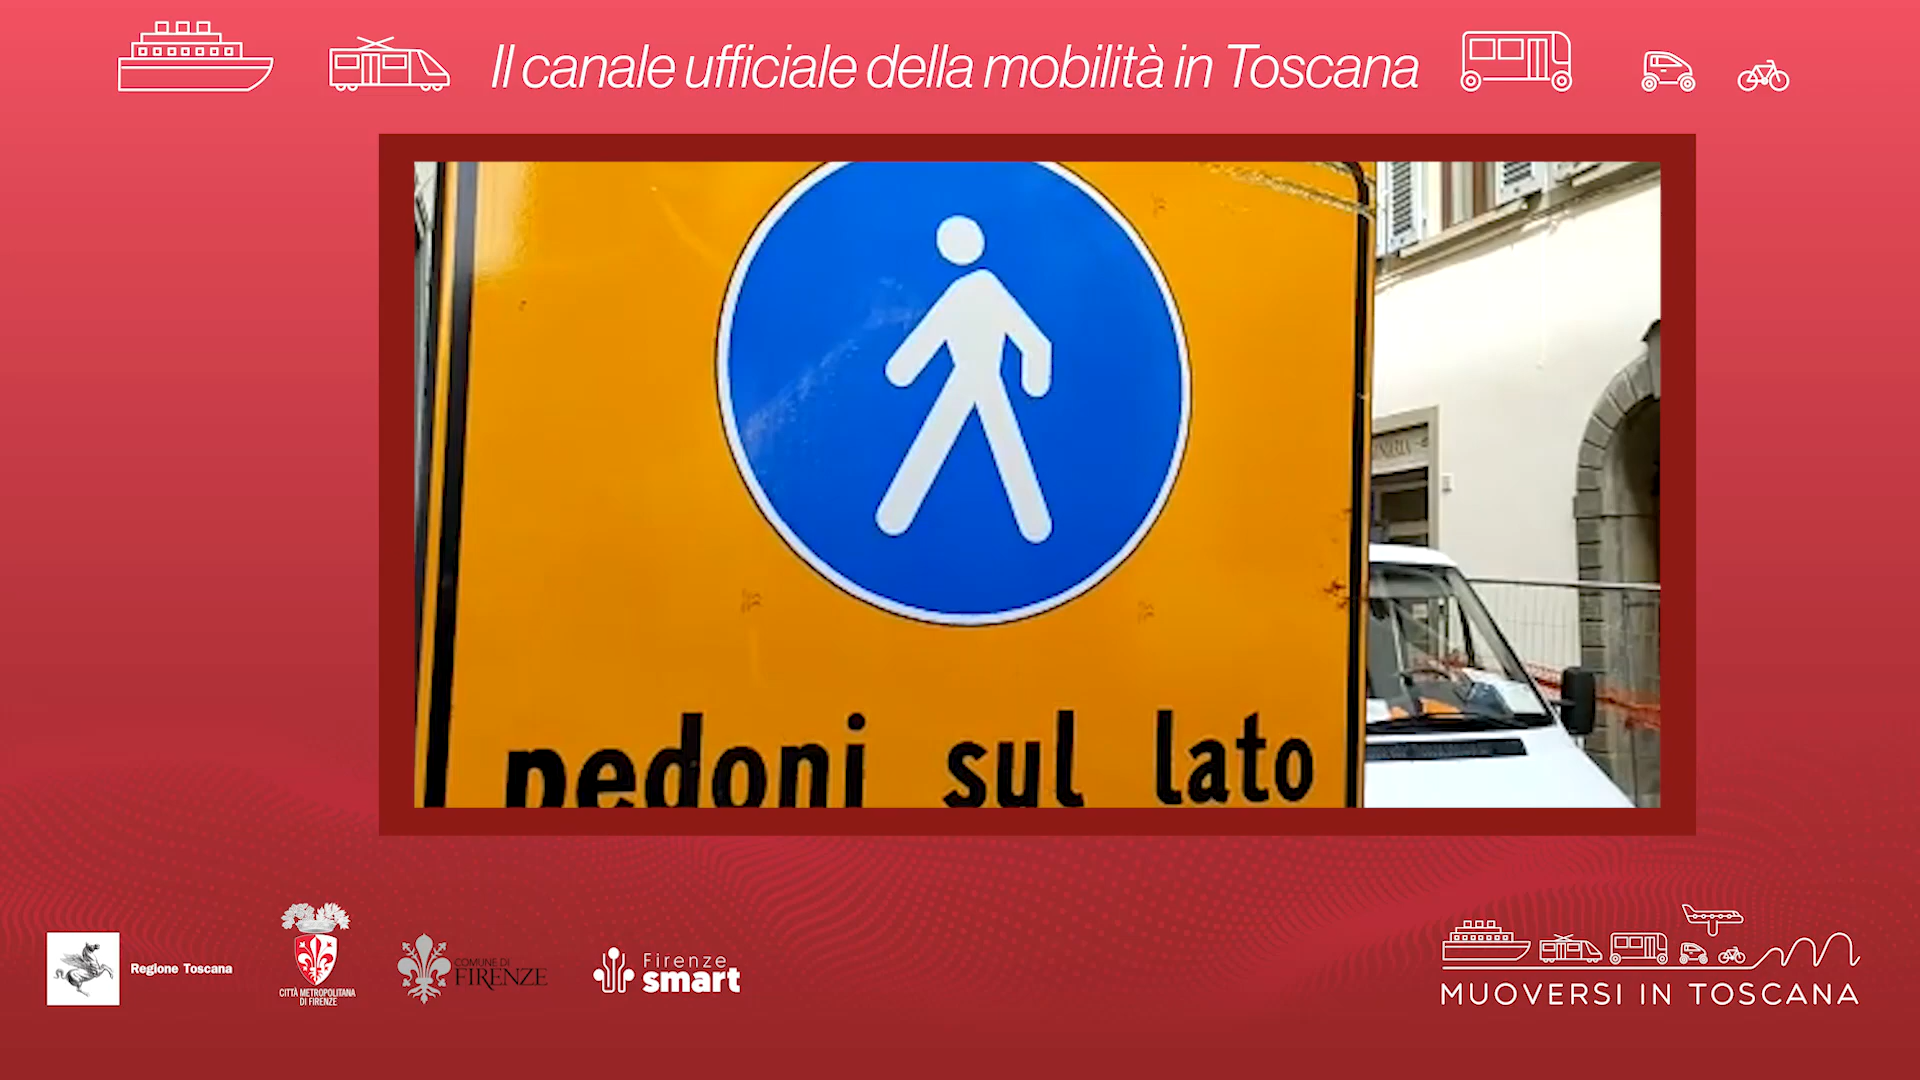 Il canale ufficiale della mobilità in Toscana
pedoni sul lato
Regione Toscana
CITTÀ METROPOLITANA
DI FIRENZE
COMUNE DI
FIRENZE
Firenze
smart
MUOVERSI IN TOSCANA